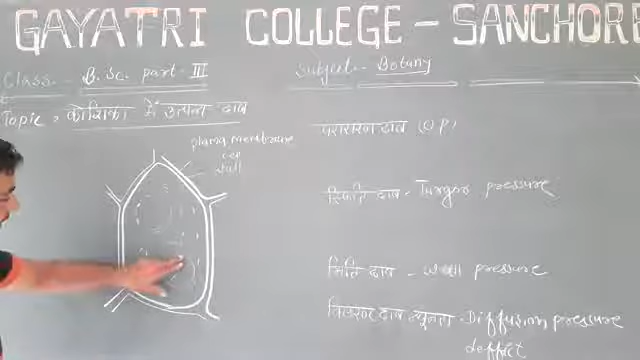 GAYATRI COLLEGE - SANCHORE
Class - B.Sc. part - III
Subject - Botany
Topic - कोशिका में उत्पन्न दाब
plasma membrane
cell
wall
परासरण दाब (O.P.)
स्फीति दाब - Turgor pressure
भित्ति दाब - wall pressure
विसरण दाब न्यूनता - Diffusion pressure
deffict